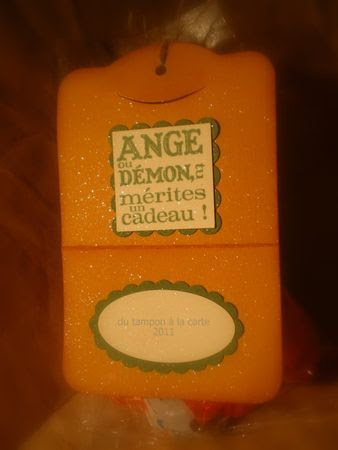 ANGE
ou
DÉMON, tu
mérites
un
cadeau !
du tampon à la carte
2011